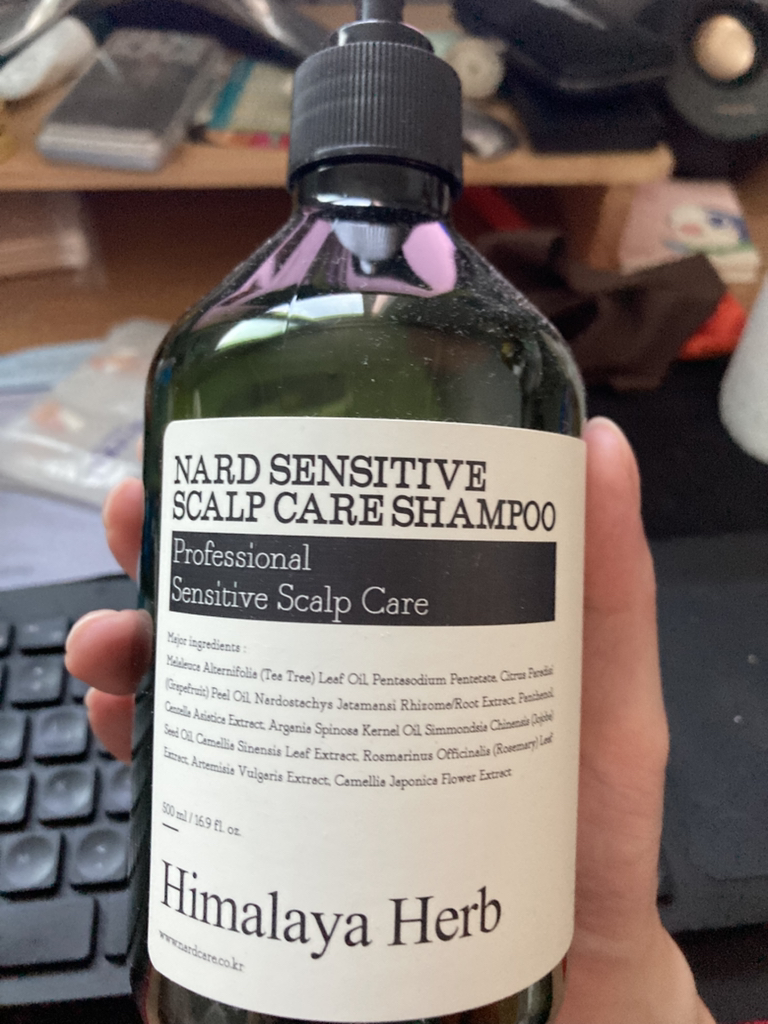 NARD SENSITIVE
SCALP CARE SHAMPOO
Professional
Sensitive Scalp Care
Major ingredients :
Melaleuca Alternifolia (Tea Tree) Leaf Oil, Pentasodium Pentetate, Citrus Paradisi
(Grapefruit) Peel Oil, Nardostachys Jatamansi Rhizome/Root Extract, Panthenol,
Centella Asiatica Extract, Argania Spinosa Kernel Oil, Simmondsia Chinensis (Jojoba)
Seed Oil, Camellia Sinensis Leaf Extract, Rosmarinus Officinalis (Rosemary) Leaf
Extract, Artemisia Vulgaris Extract, Camellia Japonica Flower Extract
500 ml / 16.9 fl. oz.
Himalaya Herb
www.nardcare.co.kr